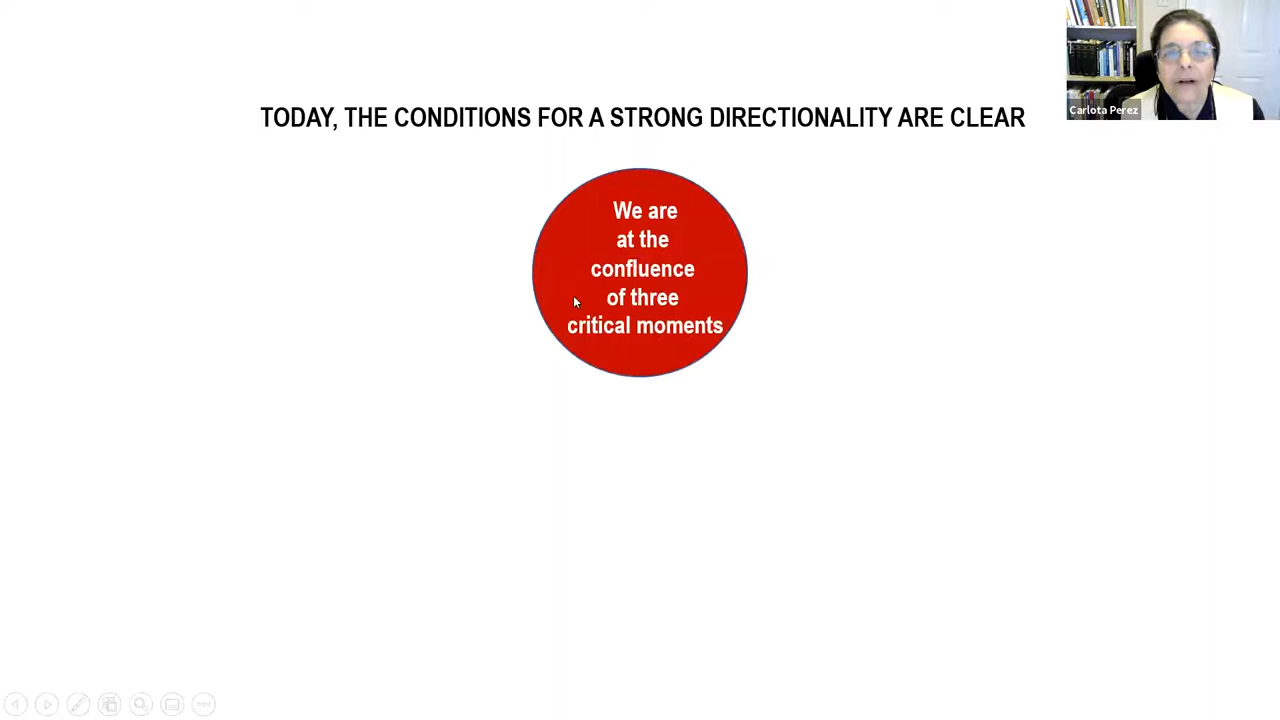 Carlota Perez
TODAY, THE CONDITIONS FOR A STRONG DIRECTIONALITY ARE CLEAR
We are
at the
confluence
of three
critical moments